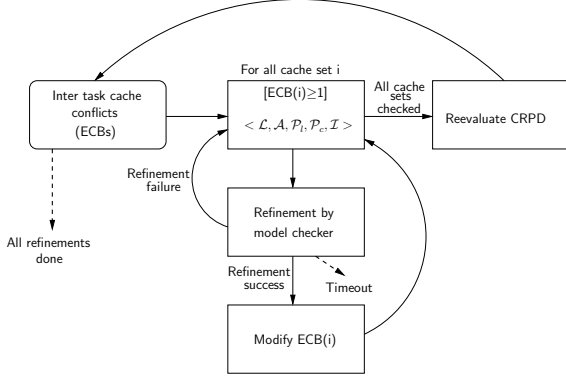 For all cache set i
Inter task cache
conflicts
(ECBs)
[ECB(i)≥1]
< ℒ, 𝒜, 𝒫ₗ, 𝒫_c, ℐ >
All cache
sets
checked
Reevaluate CRPD
Refinement
failure
Refinement by
model checker
All refinements
done
Refinement
success
Timeout
Modify ECB(i)